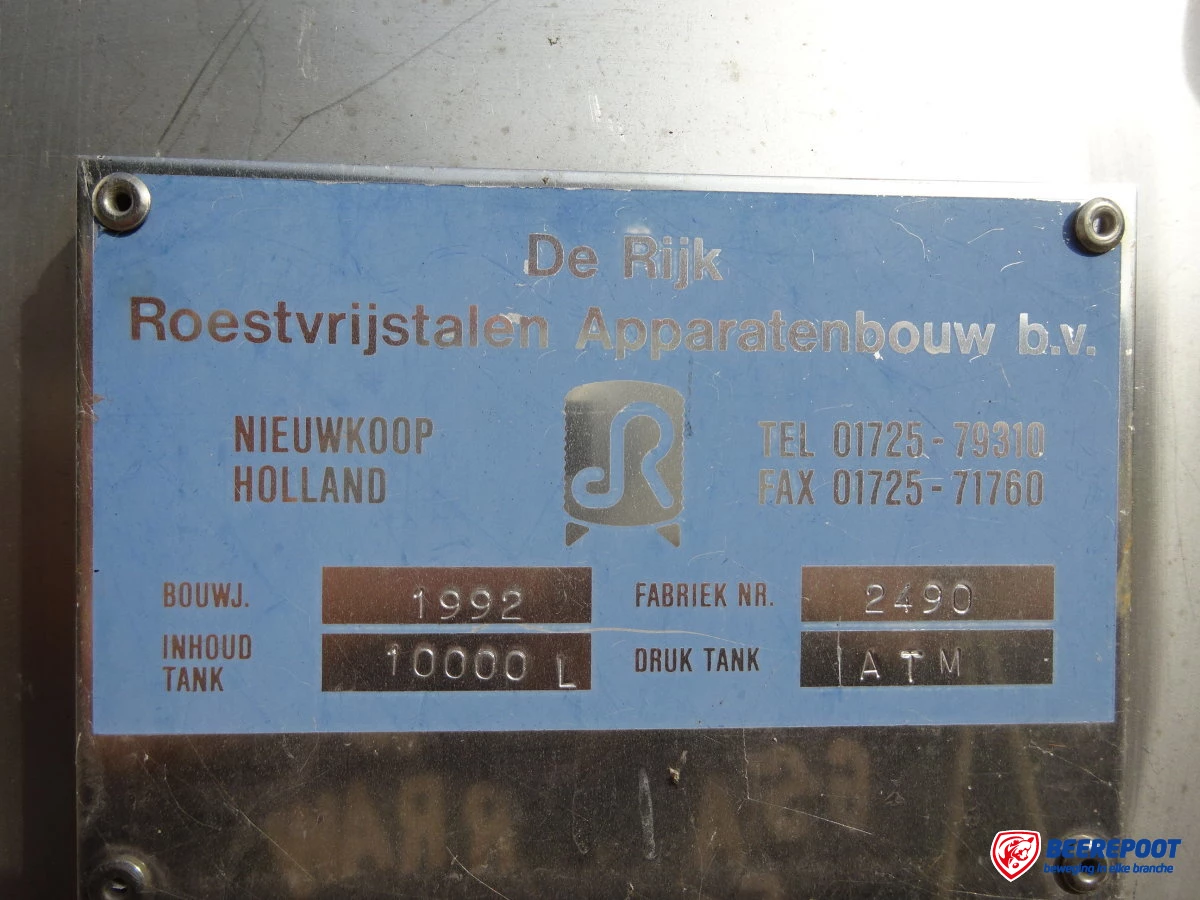 De Rijk
Roestvrijstalen Apparatenbouw b.v.
NIEUWKOOP
HOLLAND
R
TEL 01725-79310
FAX 01725-71760
BOUWJ. 1992 FABRIEK NR. 2490
INHOUD TANK 10000 L DRUK TANK 1ATM
BEEREPOOT
beweging in elke branche